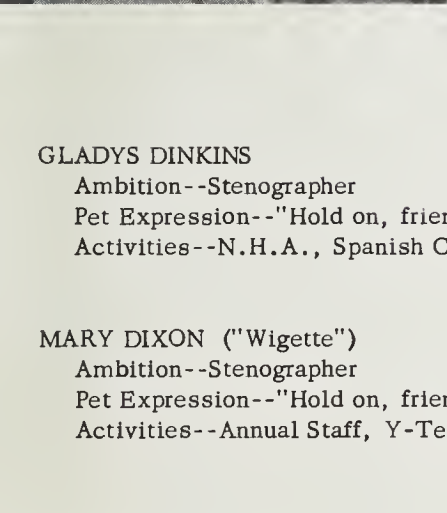 GLADYS DINKINS
Ambition--Stenographer
Pet Expression--"Hold on,
Activities--N.H.A., Spanish
MARY DIXON ("Wigette")
Ambition--Stenographer
Pet Expression--"Hold on,
Activities--Annual Staff,